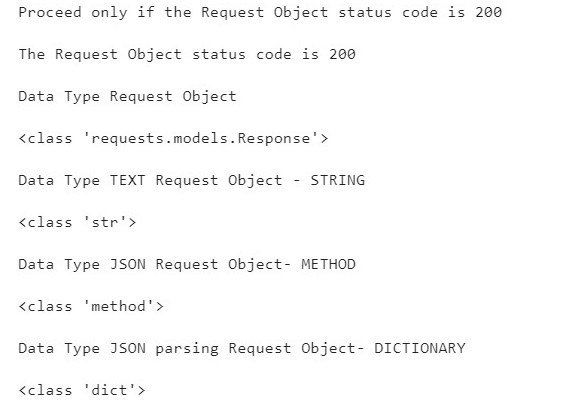 Proceed only if the Request Object status code is 200
The Request Object status code is 200
Data Type Request Object
<class 'requests.models.Response'>
Data Type TEXT Request Object - STRING
<class 'str'>
Data Type JSON Request Object- METHOD
<class 'method'>
Data Type JSON parsing Request Object- DICTIONARY
<class 'dict'>